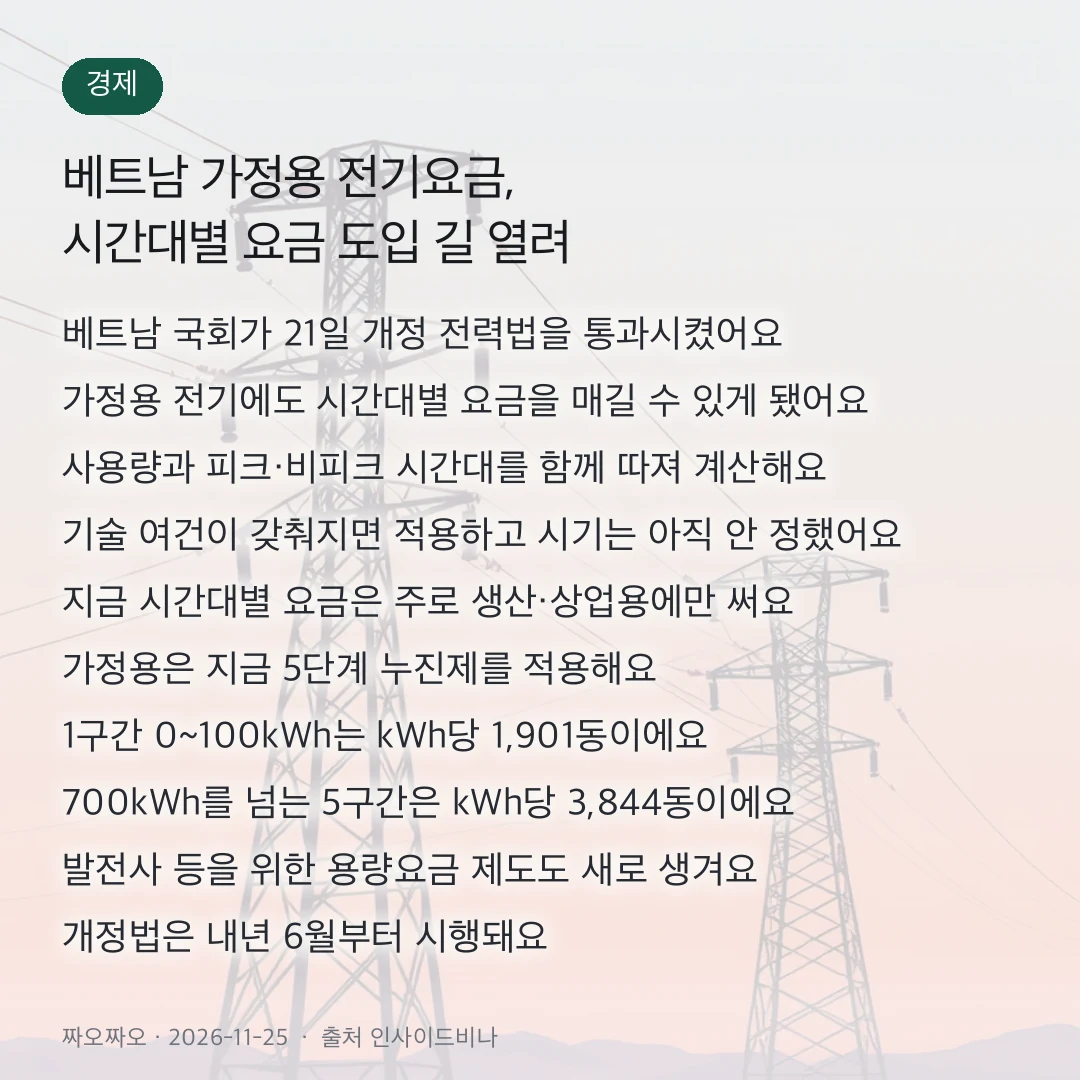 경제
베트남 가정용 전기요금,
시간대별 요금 도입 길 열려
베트남 국회가 21일 개정 전력법을 통과시켰어요
가정용 전기에도 시간대별 요금을 매길 수 있게 됐어요
사용량과 피크·비피크 시간대를 함께 따져 계산해요
기술 여건이 갖춰지면 적용하고 시기는 아직 안 정했어요
지금 시간대별 요금은 주로 생산·상업용에만 써요
가정용은 지금 5단계 누진제를 적용해요
1구간 0~100kWh는 kWh당 1,901동이에요
700kWh를 넘는 5구간은 kWh당 3,844동이에요
발전사 등을 위한 용량요금 제도도 새로 생겨요
개정법은 내년 6월부터 시행돼요
짜오짜오 · 2026-11-25 · 출처 인사이드비나